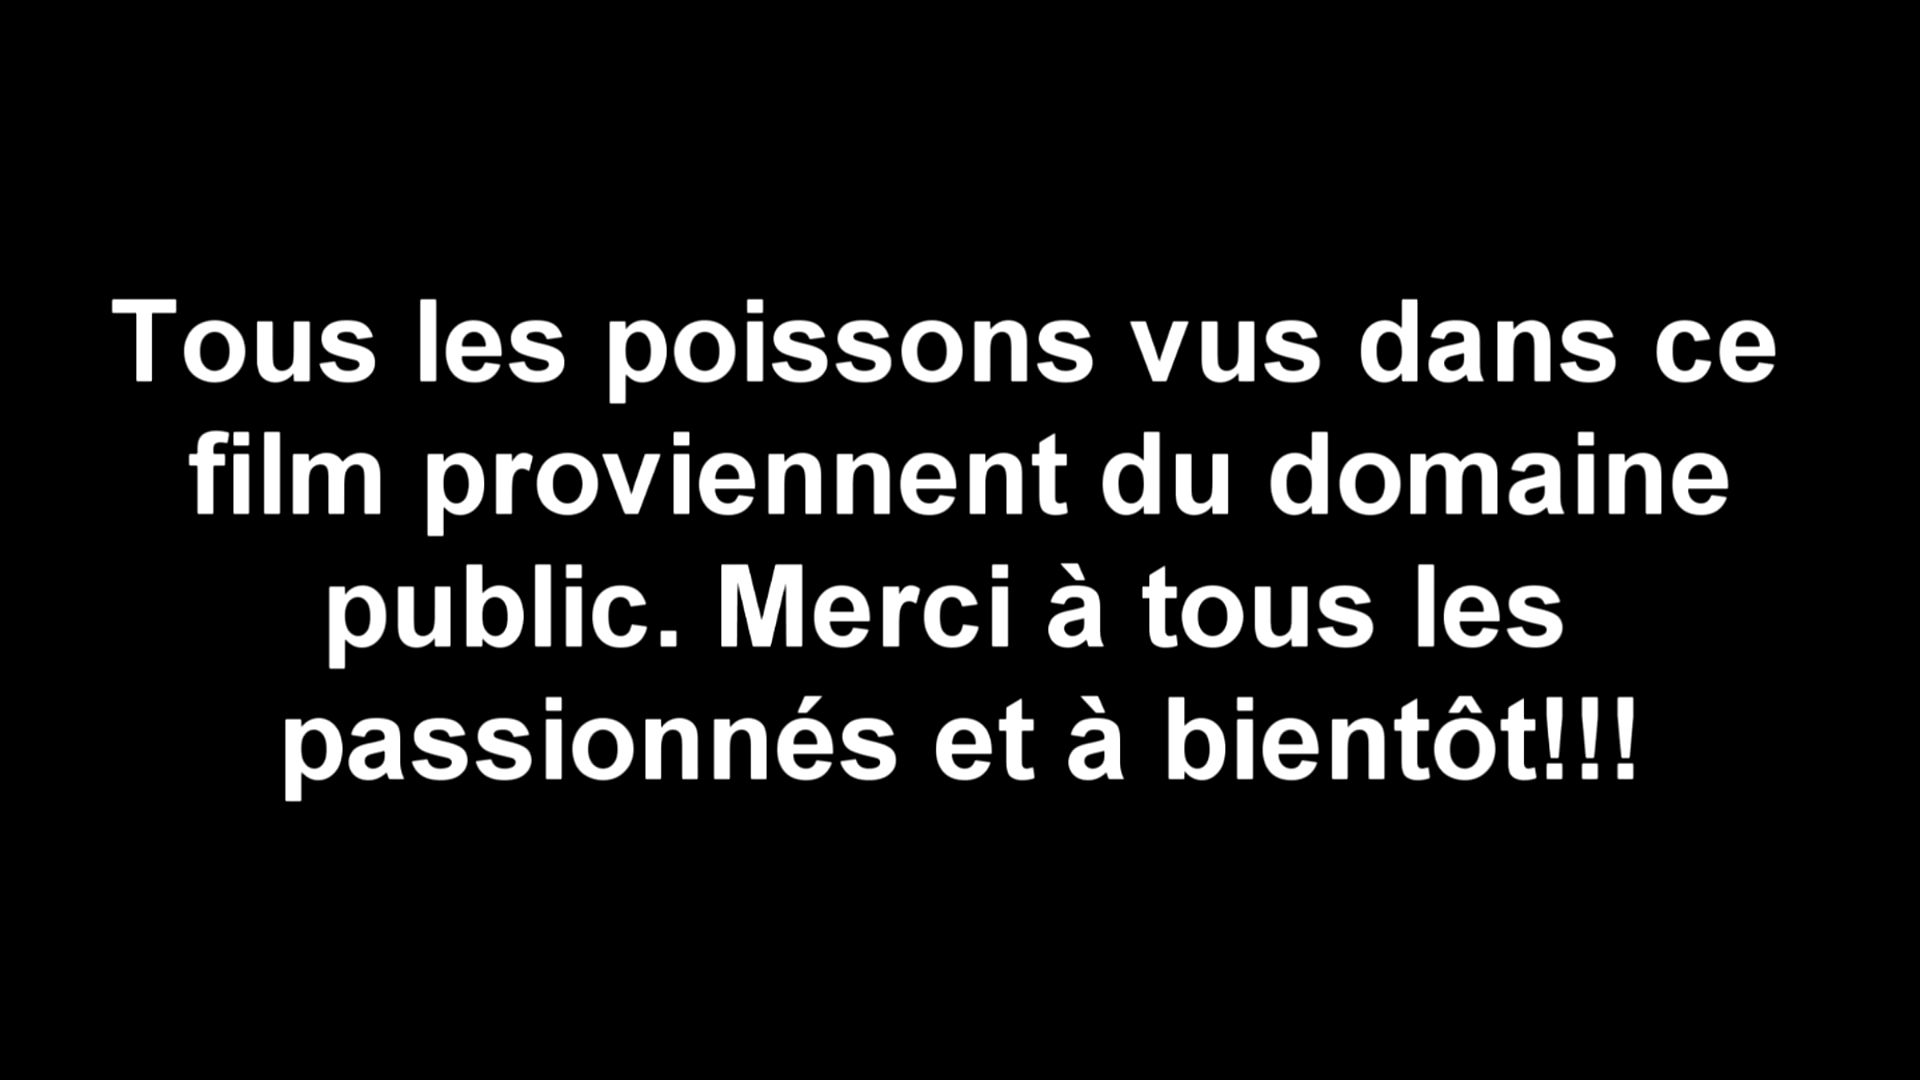 Tous les poissons vus dans ce
film proviennent du domaine
public. Merci à tous les
passionnés et à bientôt!!!